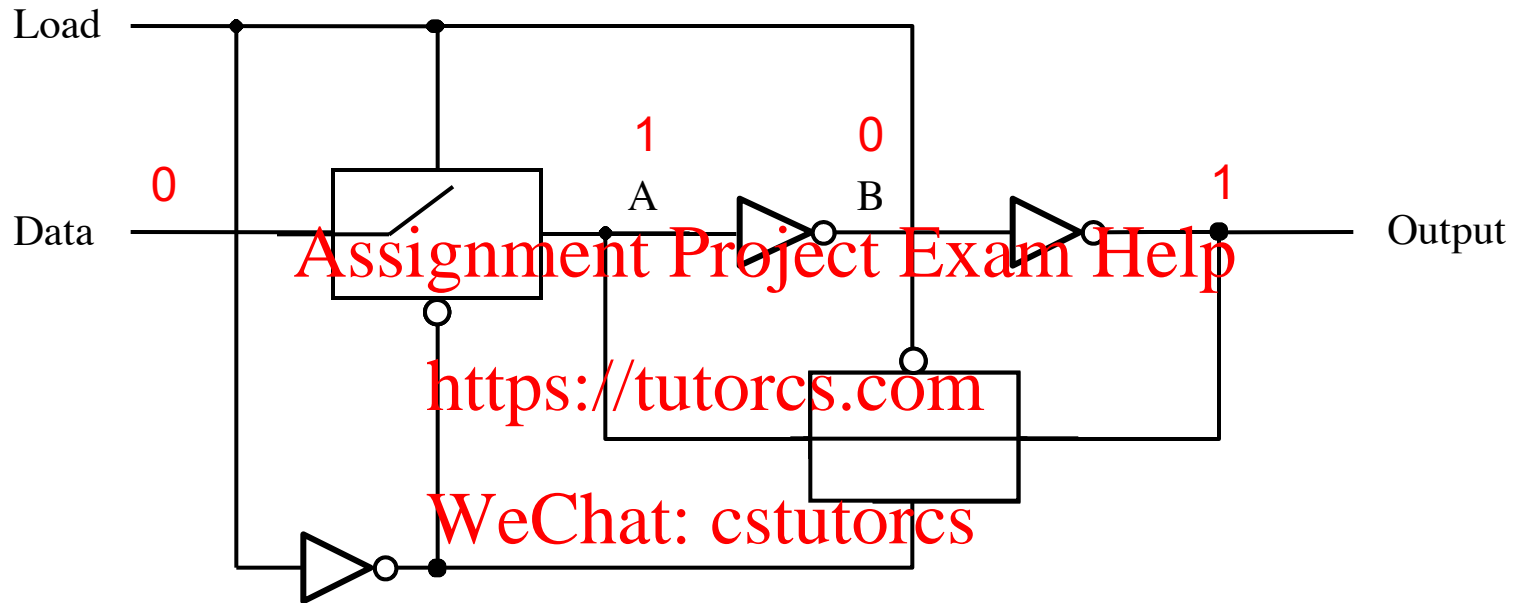 Load
1 0
0 A B 1
Data Output
Assignment Project Exam Help
https://tutorcs.com
WeChat: cstutorcs